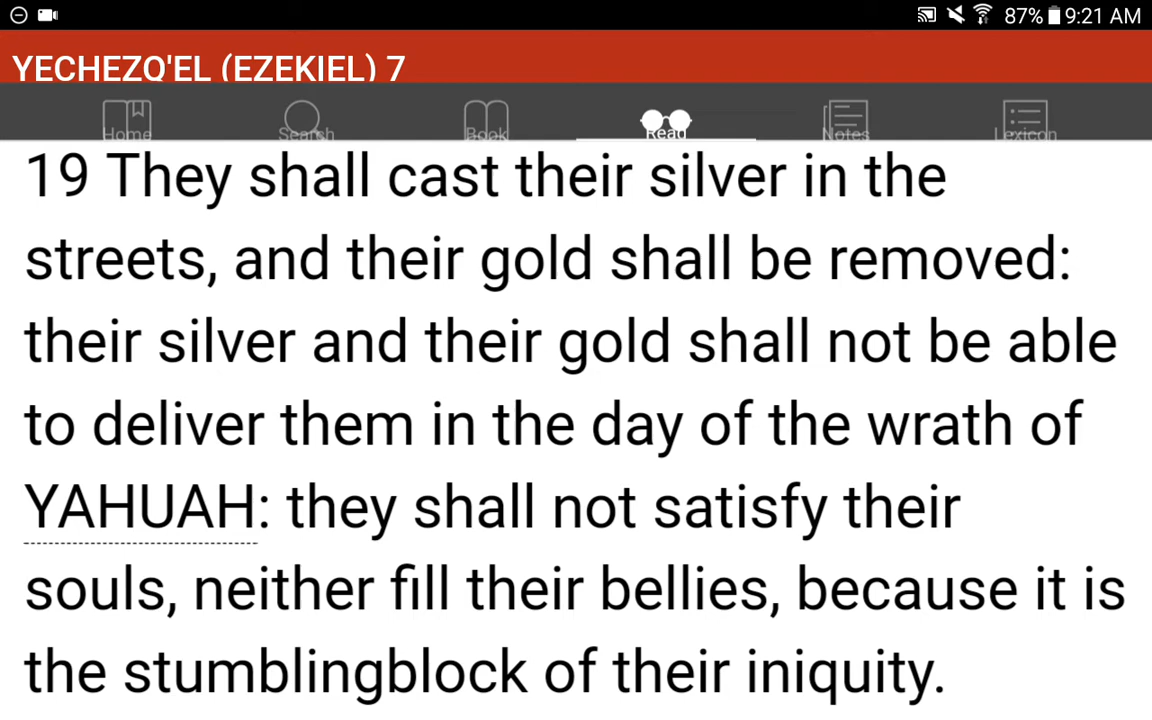 87% 9:21 AM
YECHEZQ'EL (EZEKIEL) 7
Home Search Book Read Notes Lexicon
19 They shall cast their silver in the
streets, and their gold shall be removed:
their silver and their gold shall not be able
to deliver them in the day of the wrath of
YAHUAH: they shall not satisfy their
souls, neither fill their bellies, because it is
the stumblingblock of their iniquity.